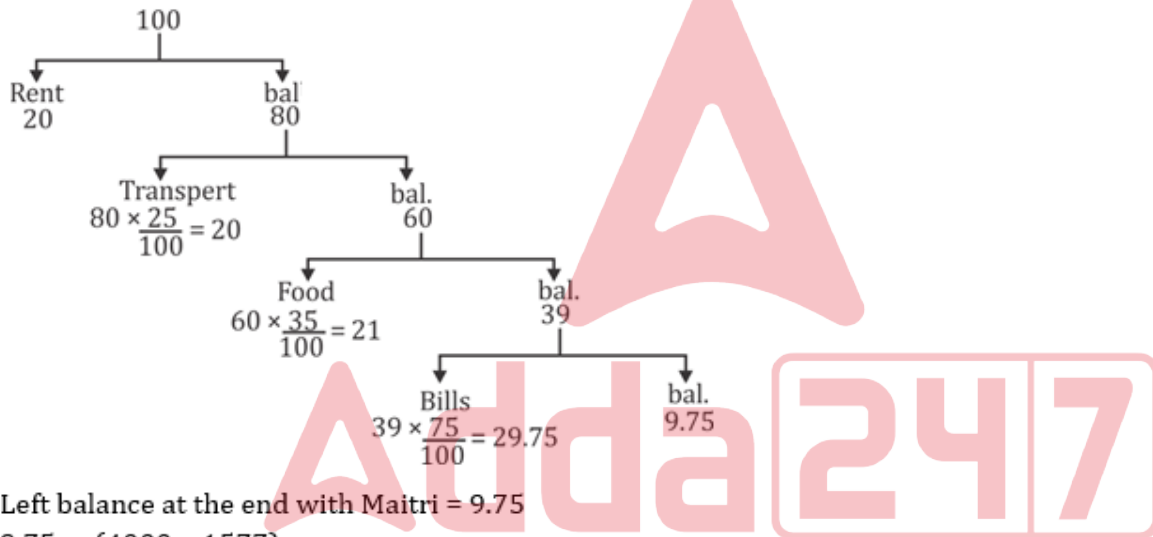 100
Rent
20
bal
80
Transpert
80 × 25/100 = 20
bal.
60
Food
60 × 35/100 = 21
bal.
39
Bills
39 × 75/100 = 29.75
bal.
9.75
Adda247
Left balance at the end with Maitri = 9.75